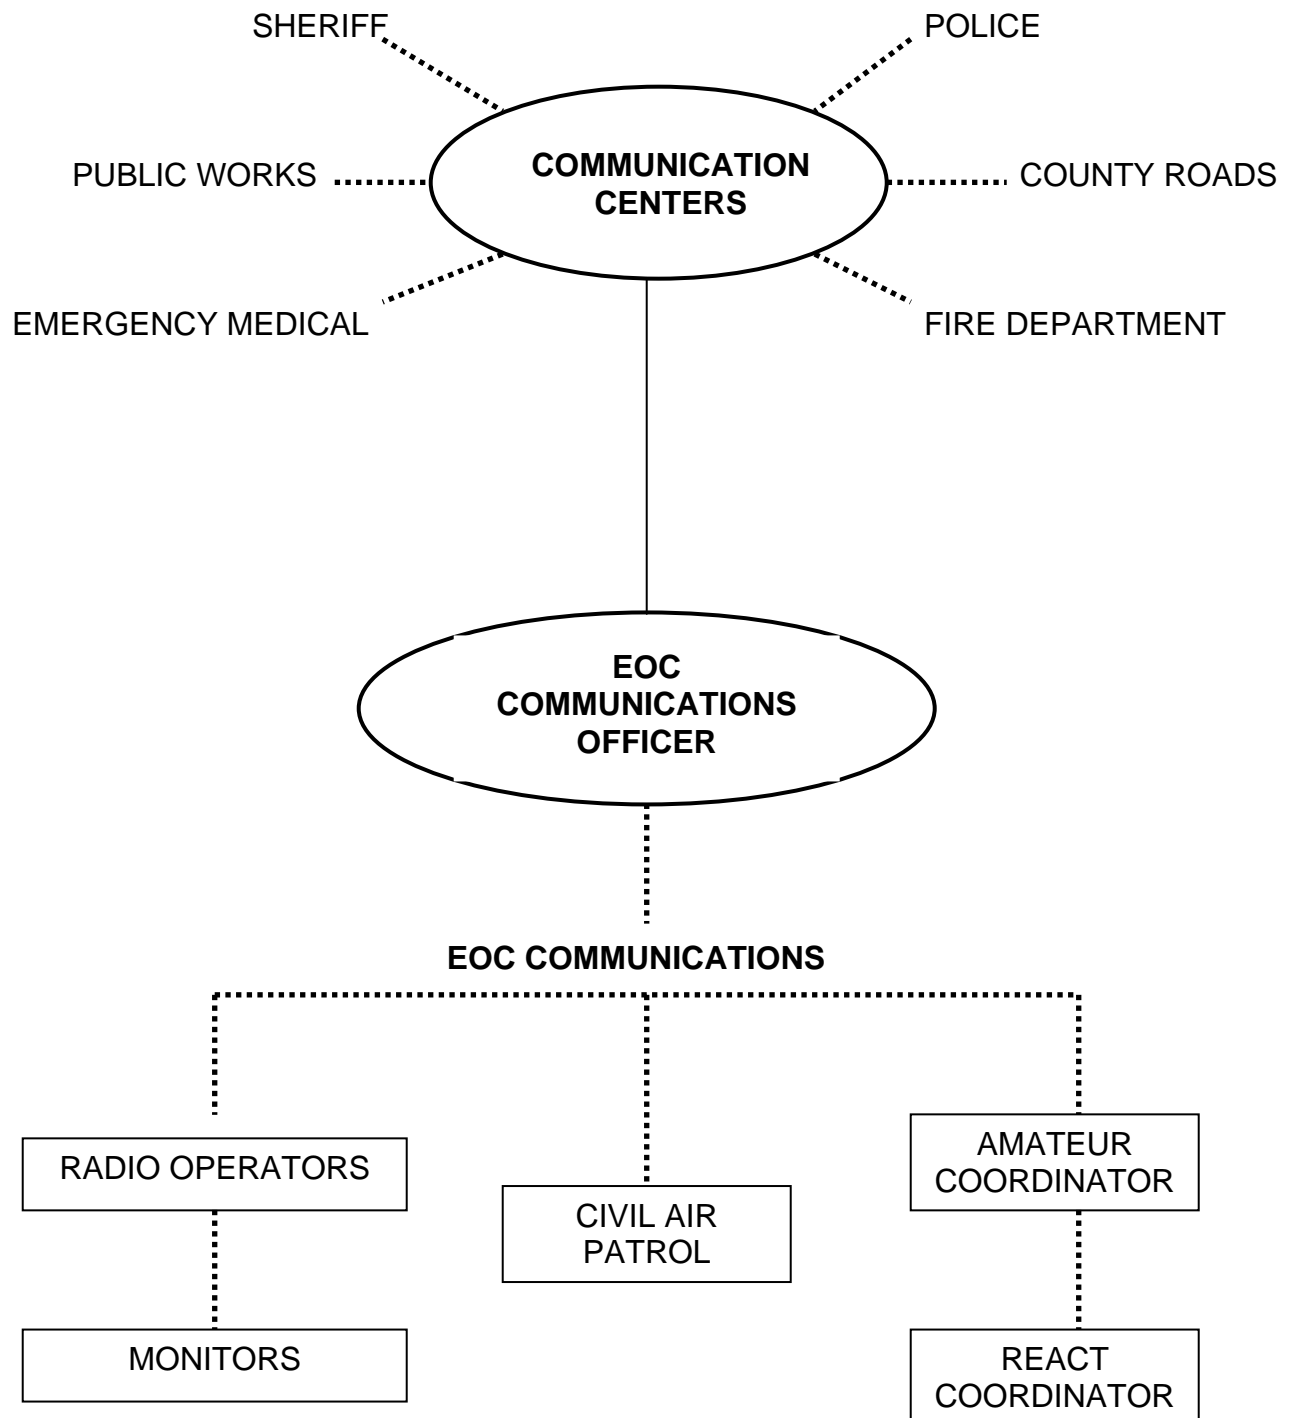 SHERIFF
POLICE
COMMUNICATION
CENTERS
PUBLIC WORKS
COUNTY ROADS
EMERGENCY MEDICAL
FIRE DEPARTMENT
EOC
COMMUNICATIONS
OFFICER
EOC COMMUNICATIONS
RADIO OPERATORS
CIVIL AIR
PATROL
AMATEUR
COORDINATOR
MONITORS
REACT
COORDINATOR